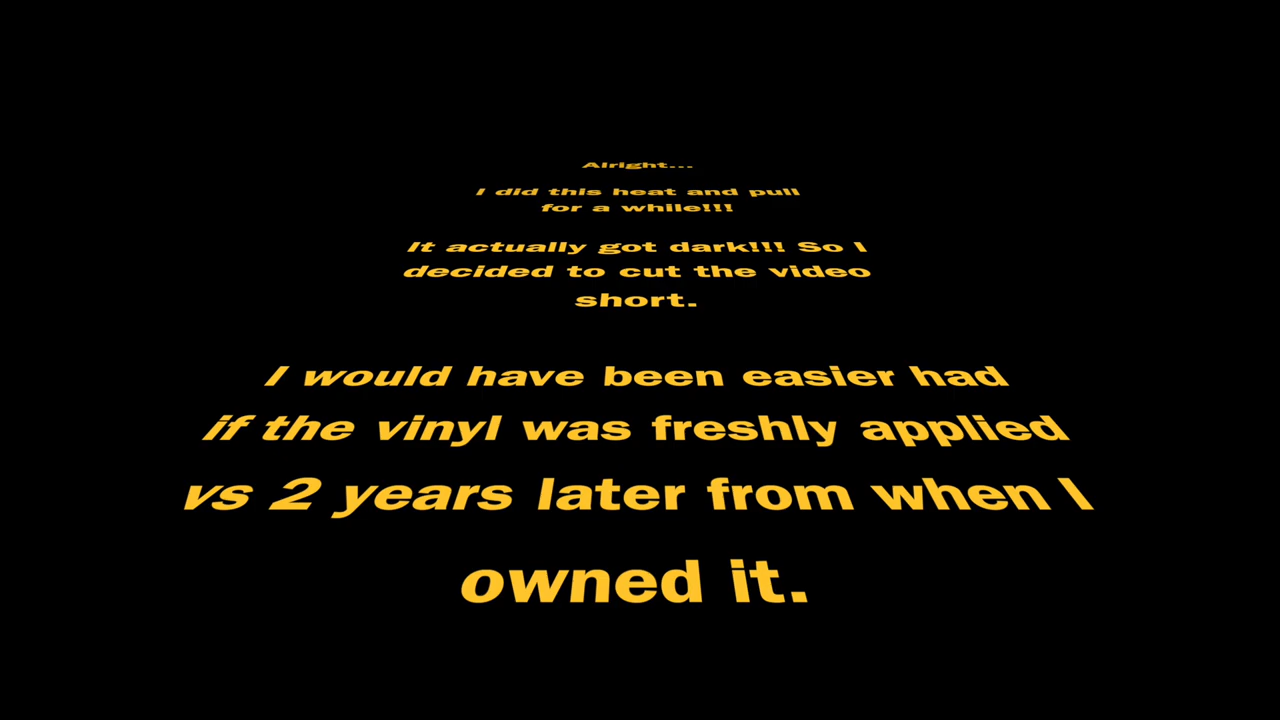 Alright...
I did this heat and pull
for a while!!!
It actually got dark!!! So I
decided to cut the video
short.
I would have been easier had
if the vinyl was freshly applied
vs 2 years later from when I
owned it.